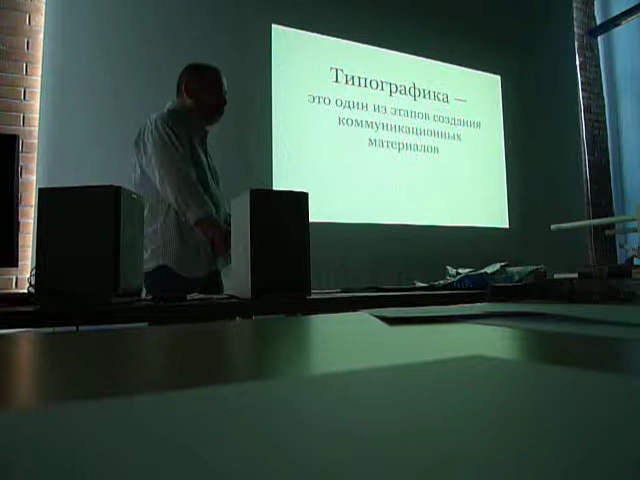 Типографика —
это один из этапов создания
коммуникационных
материалов